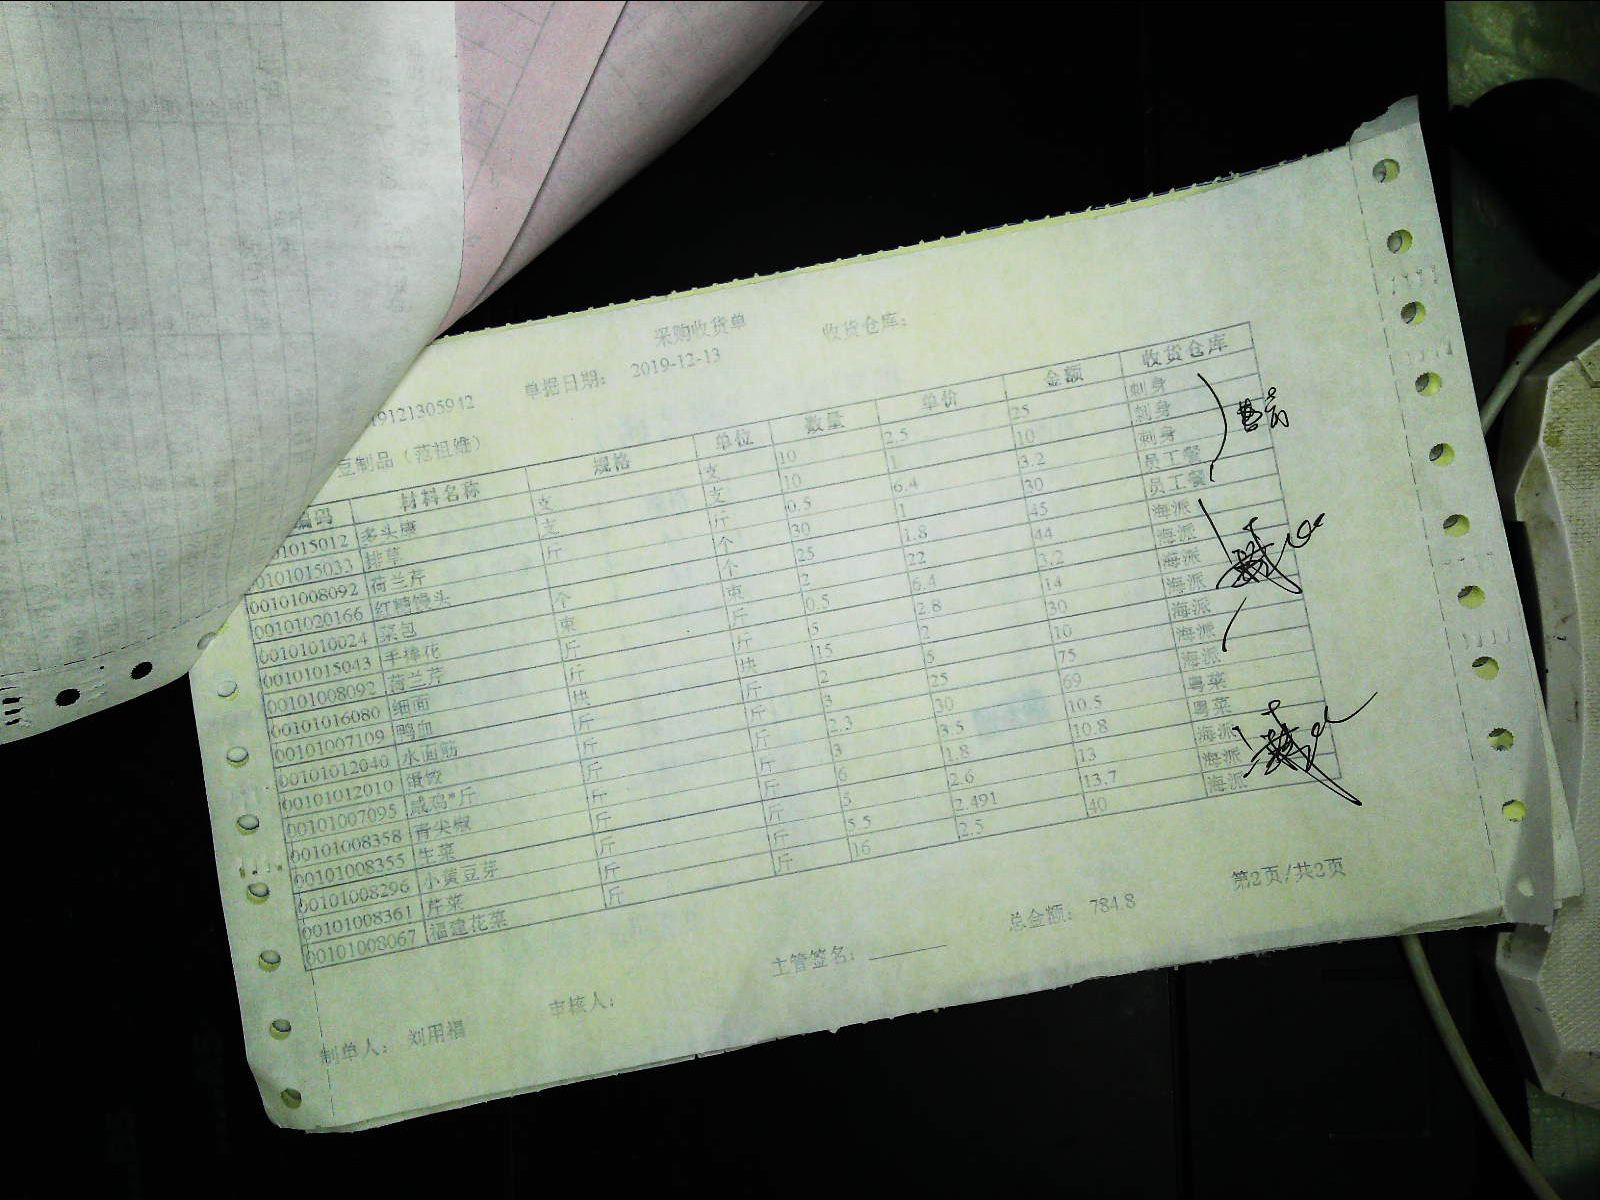 采购收货单
收货仓库：
19121305942 单据日期： 2019-12-13
豆制品（范祖雄）
编码 材料名称 规格 单位 数量 单价 金额 收货仓库
01015012 多头康 支 支 10 2.5 25 刺身
00101015033 排草 支 支 10 1 10 刺身
00101008092 荷兰芹 斤 斤 0.5 6.4 3.2 刺身
00101020166 红糖馒头 个 30 1 30 员工餐
00101010024 菜包 个 个 25 1.8 45 员工餐
00101015043 手捧花 束 束 2 22 44 海派
00101008092 荷兰芹 斤 斤 0.5 6.4 3.2 海派
00101016080 细面 斤 斤 5 2.8 14 海派
00101007109 鸭血 块 块 15 2 30 海派
00101012040 水面筋 斤 斤 2 5 10 海派
00101012010 蛋饺 斤 斤 3 25 75 海派
00101007095 咸鸡*斤 斤 斤 2.3 30 69 海派
00101008358 青尖椒 斤 斤 3 3.5 10.5 粤菜
00101008355 生菜 斤 斤 6 1.8 10.8 粤菜
00101008296 小黄豆芽 斤 斤 5 2.6 13 海派
00101008361 芹菜 斤 斤 5.5 2.491 13.7 海派
00101008067 福建花菜 斤 斤 16 2.5 40 海派
制单人： 刘用福 审核人： 主管签名： 总金额： 784.8 第2页/共2页